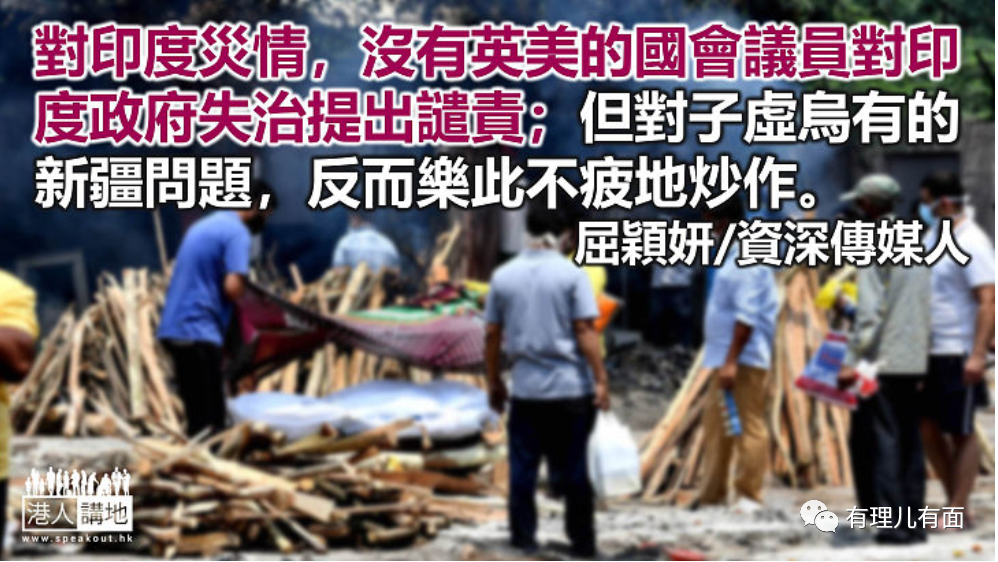 對印度災情，沒有英美的國會議員對印
度政府失治提出譴責；但對子虛烏有的
新疆問題，反而樂此不疲地炒作。
屈穎妍/資深傳媒人
港人講地
www.speakout.hk
有理儿有面